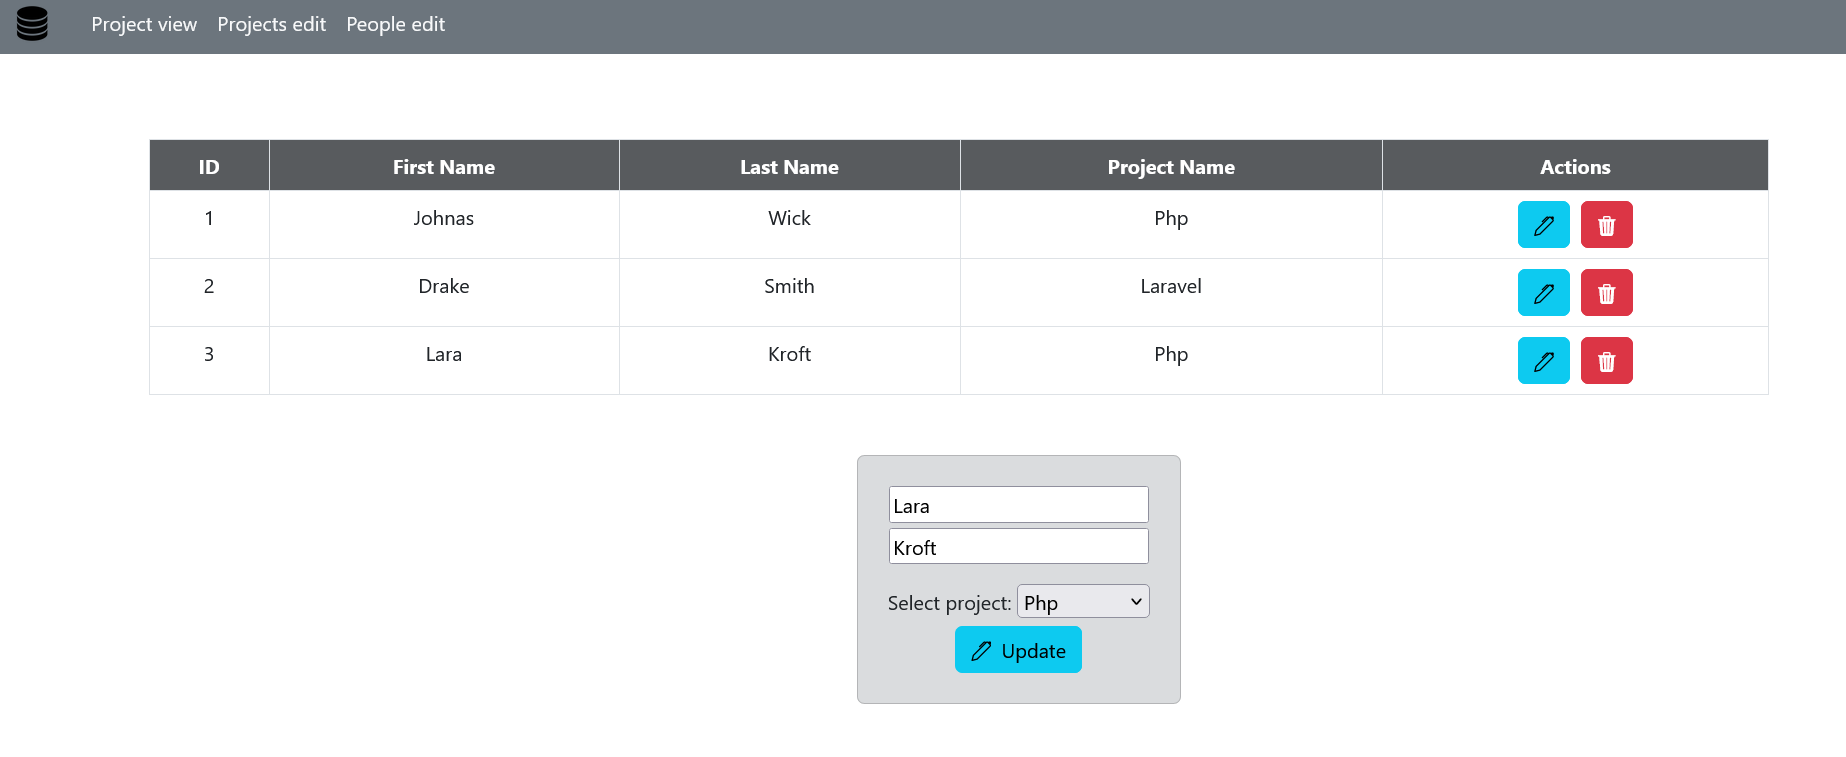 Project view Projects edit People edit
ID First Name Last Name Project Name Actions
1 Johnas Wick Php
2 Drake Smith Laravel
3 Lara Kroft Php
Lara
Kroft
Select project: Php
Update